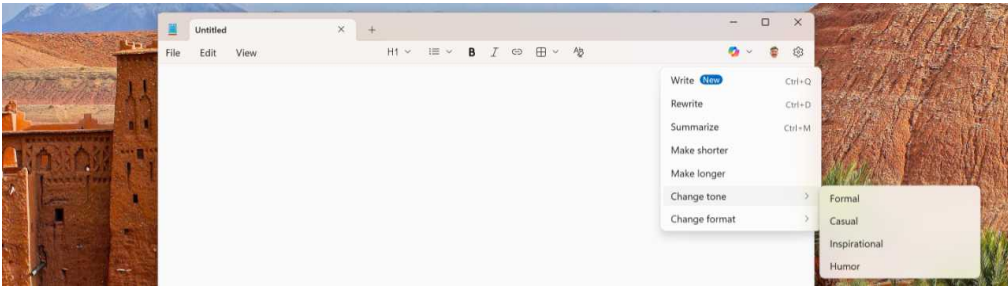 Untitled
File Edit View H1 B I
Write New Ctrl+Q
Rewrite Ctrl+D
Summarize Ctrl+M
Make shorter
Make longer
Change tone
Change format
Formal
Casual
Inspirational
Humor